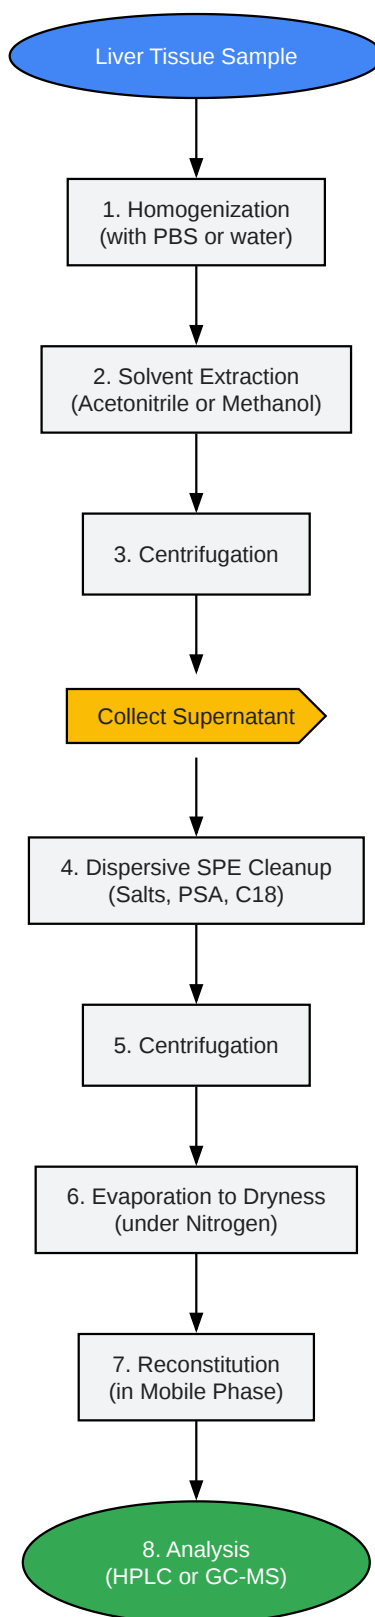 Liver Tissue Sample
1. Homogenization
(with PBS or water)
2. Solvent Extraction
(Acetonitrile or Methanol)
3. Centrifugation
Collect Supernatant
4. Dispersive SPE Cleanup
(Salts, PSA, C18)
5. Centrifugation
6. Evaporation to Dryness
(under Nitrogen)
7. Reconstitution
(in Mobile Phase)
8. Analysis
(HPLC or GC-MS)